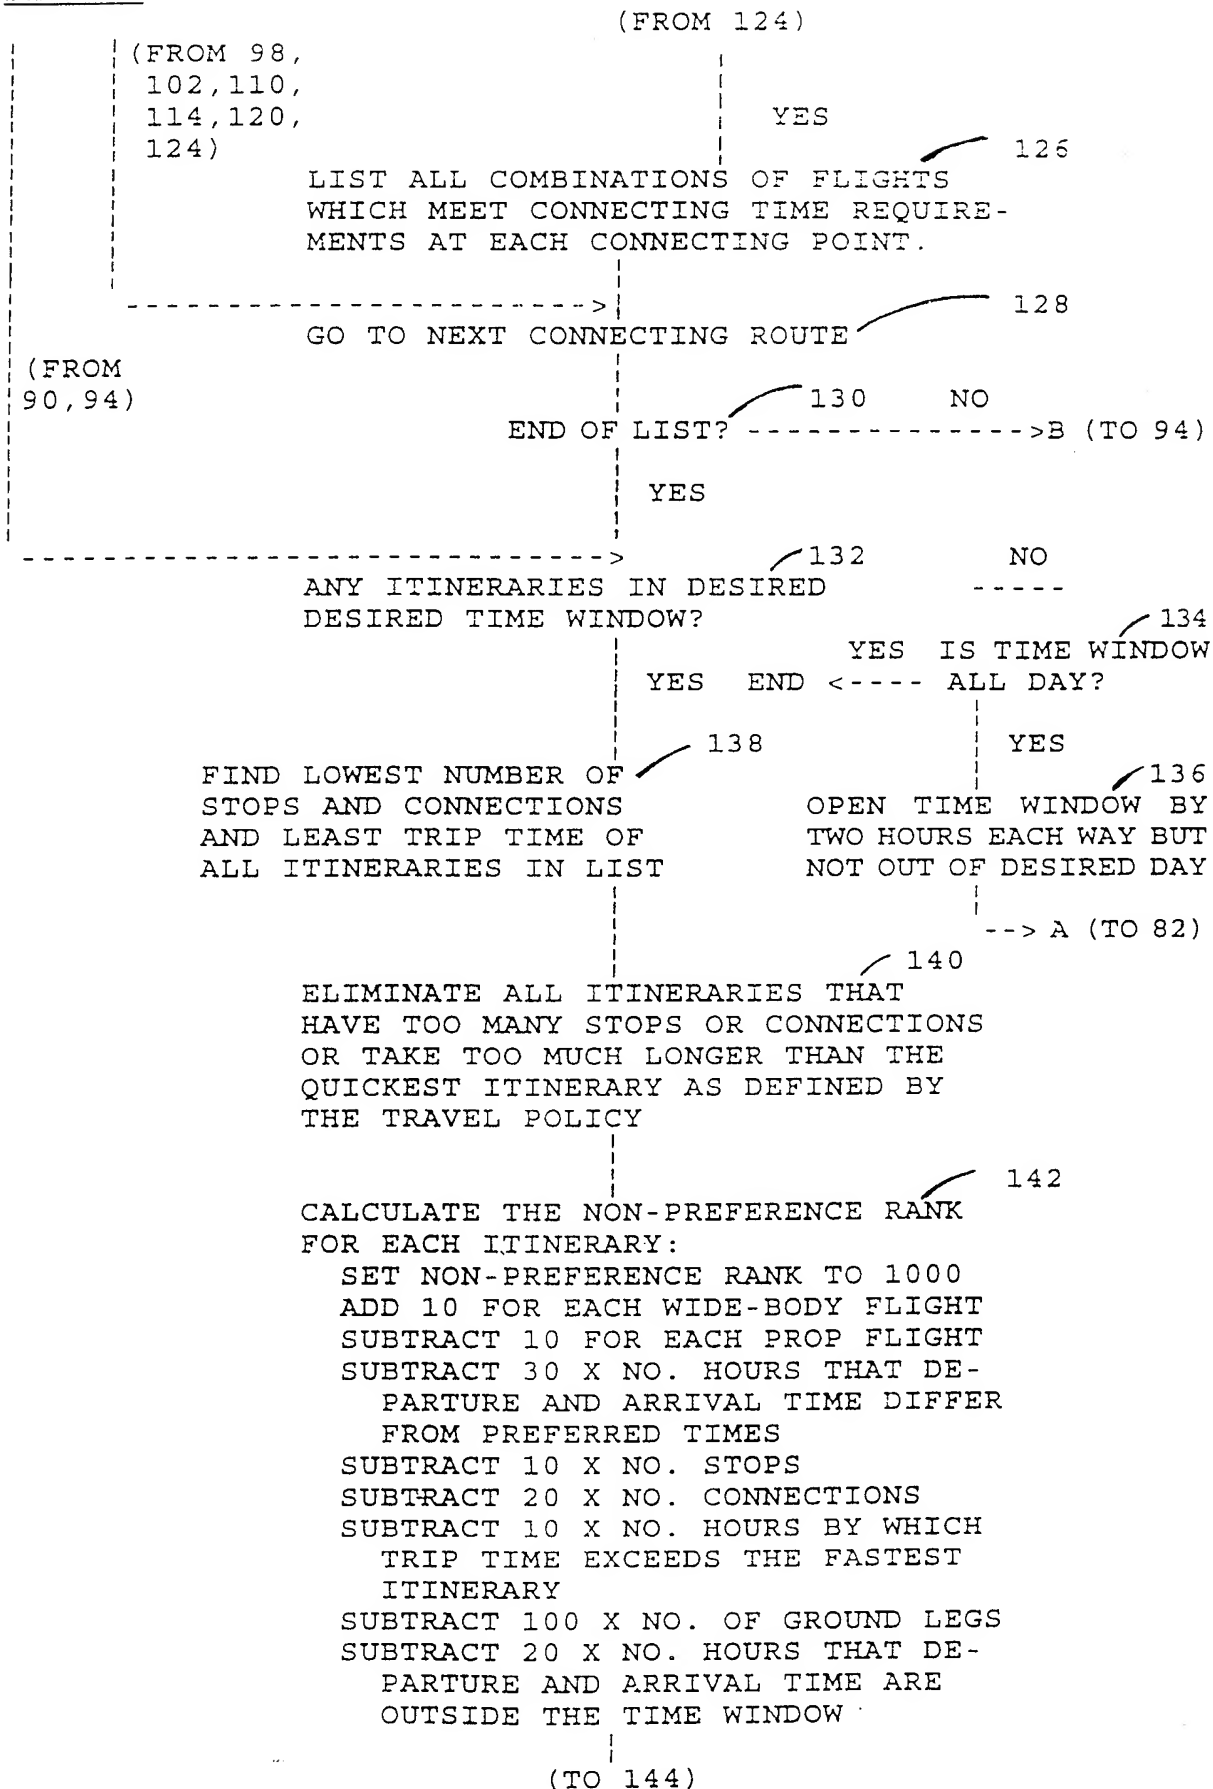 (FROM 124)
(FROM 98,
102,110,
114,120,
124)
YES
126
LIST ALL COMBINATIONS OF FLIGHTS
WHICH MEET CONNECTING TIME REQUIRE-
MENTS AT EACH CONNECTING POINT.
128
GO TO NEXT CONNECTING ROUTE
(FROM
90,94)
130 NO
END OF LIST? B (TO 94)
YES
132 NO
ANY ITINERARIES IN DESIRED
DESIRED TIME WINDOW?
134
YES IS TIME WINDOW
YES END <---- ALL DAY?
138 YES
136
FIND LOWEST NUMBER OF
STOPS AND CONNECTIONS
AND LEAST TRIP TIME OF
ALL ITINERARIES IN LIST
OPEN TIME WINDOW BY
TWO HOURS EACH WAY BUT
NOT OUT OF DESIRED DAY
--> A (TO 82)
140
ELIMINATE ALL ITINERARIES THAT
HAVE TOO MANY STOPS OR CONNECTIONS
OR TAKE TOO MUCH LONGER THAN THE
QUICKEST ITINERARY AS DEFINED BY
THE TRAVEL POLICY
142
CALCULATE THE NON-PREFERENCE RANK
FOR EACH ITINERARY:
SET NON-PREFERENCE RANK TO 1000
ADD 10 FOR EACH WIDE-BODY FLIGHT
SUBTRACT 10 FOR EACH PROP FLIGHT
SUBTRACT 30 X NO. HOURS THAT DE-
PARTURE AND ARRIVAL TIME DIFFER
FROM PREFERRED TIMES
SUBTRACT 10 X NO. STOPS
SUBTRACT 20 X NO. CONNECTIONS
SUBTRACT 10 X NO. HOURS BY WHICH
TRIP TIME EXCEEDS THE FASTEST
ITINERARY
SUBTRACT 100 X NO. OF GROUND LEGS
SUBTRACT 20 X NO. HOURS THAT DE-
PARTURE AND ARRIVAL TIME ARE
OUTSIDE THE TIME WINDOW
(TO 144)